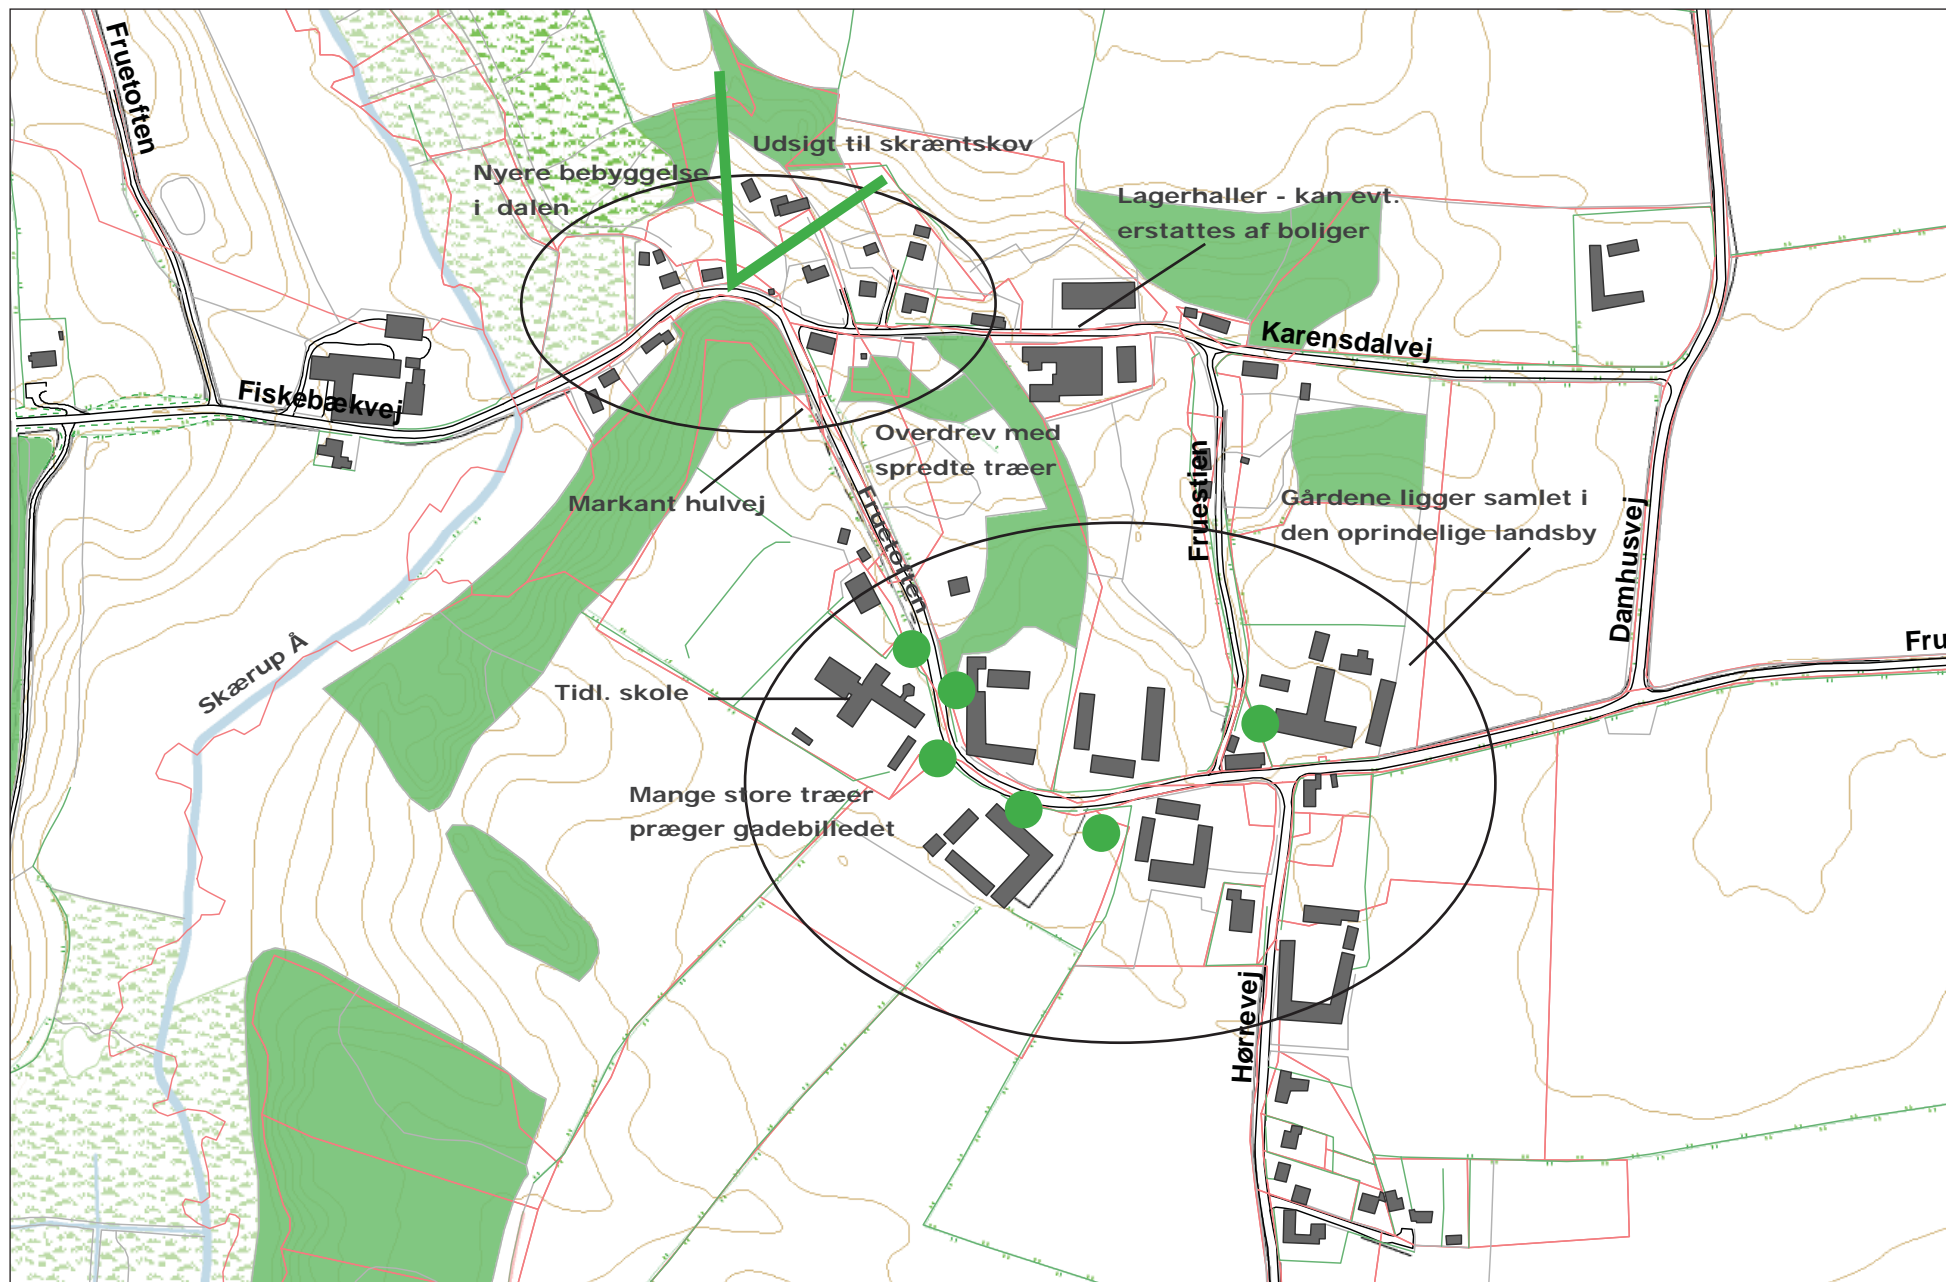 Fruetoften
Udsigt til skræntskov
Nyere bebyggelse
i dalen
Lagerhaller - kan evt.
erstattes af boliger
Karensdalvej
Fiskebækvej
Overdrev med
spredte træer
Markant hulvej
Fruetoften
Fruestien
Gårdene ligger samlet i
den oprindelige landsby
Damhusvej
Fru
Skærup Å
Tidl. skole
Mange store træer
præger gadebilledet
Hørrevej